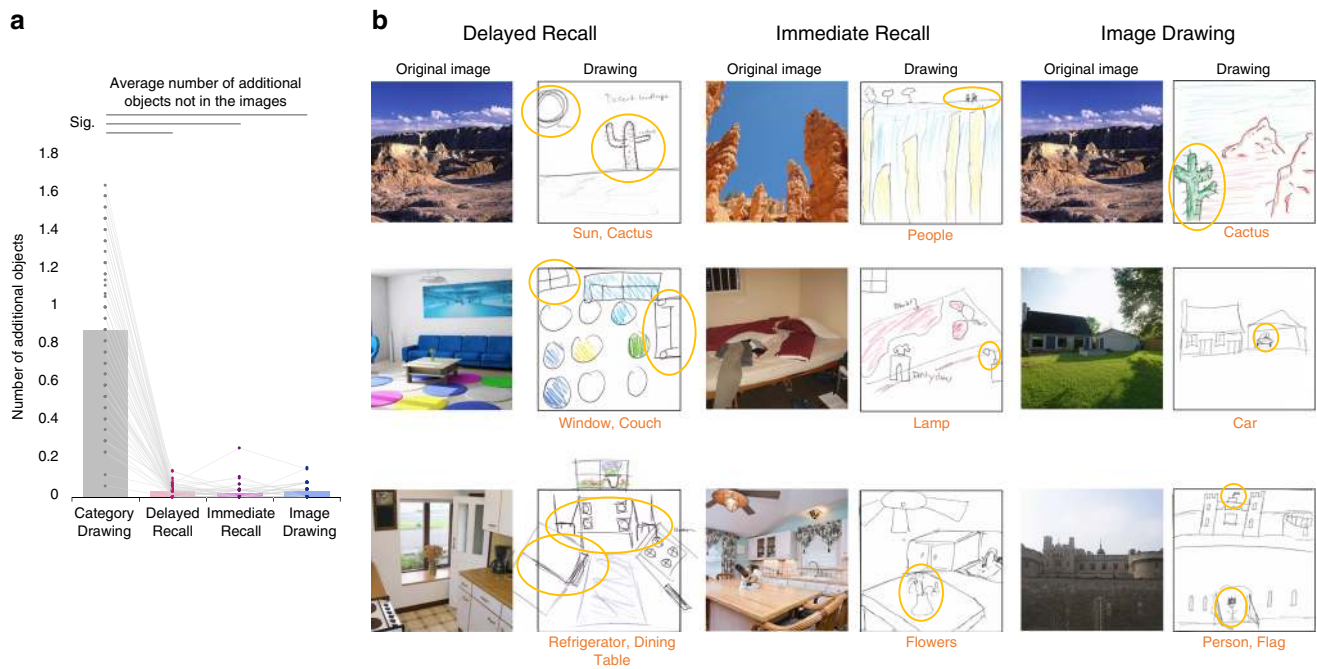 a
Average number of additional
objects not in the images
Sig.
1.8
1.6
1.4
1.2
1
0.8
0.6
0.4
0.2
0
Number of additional objects
Category
Drawing
Delayed
Recall
Immediate
Recall
Image
Drawing
b
Delayed Recall
Immediate Recall
Image Drawing
Original image
Drawing
Original image
Drawing
Original image
Drawing
Sun, Cactus
People
Cactus
Window, Couch
Lamp
Car
Refrigerator, Dining
Table
Flowers
Person, Flag